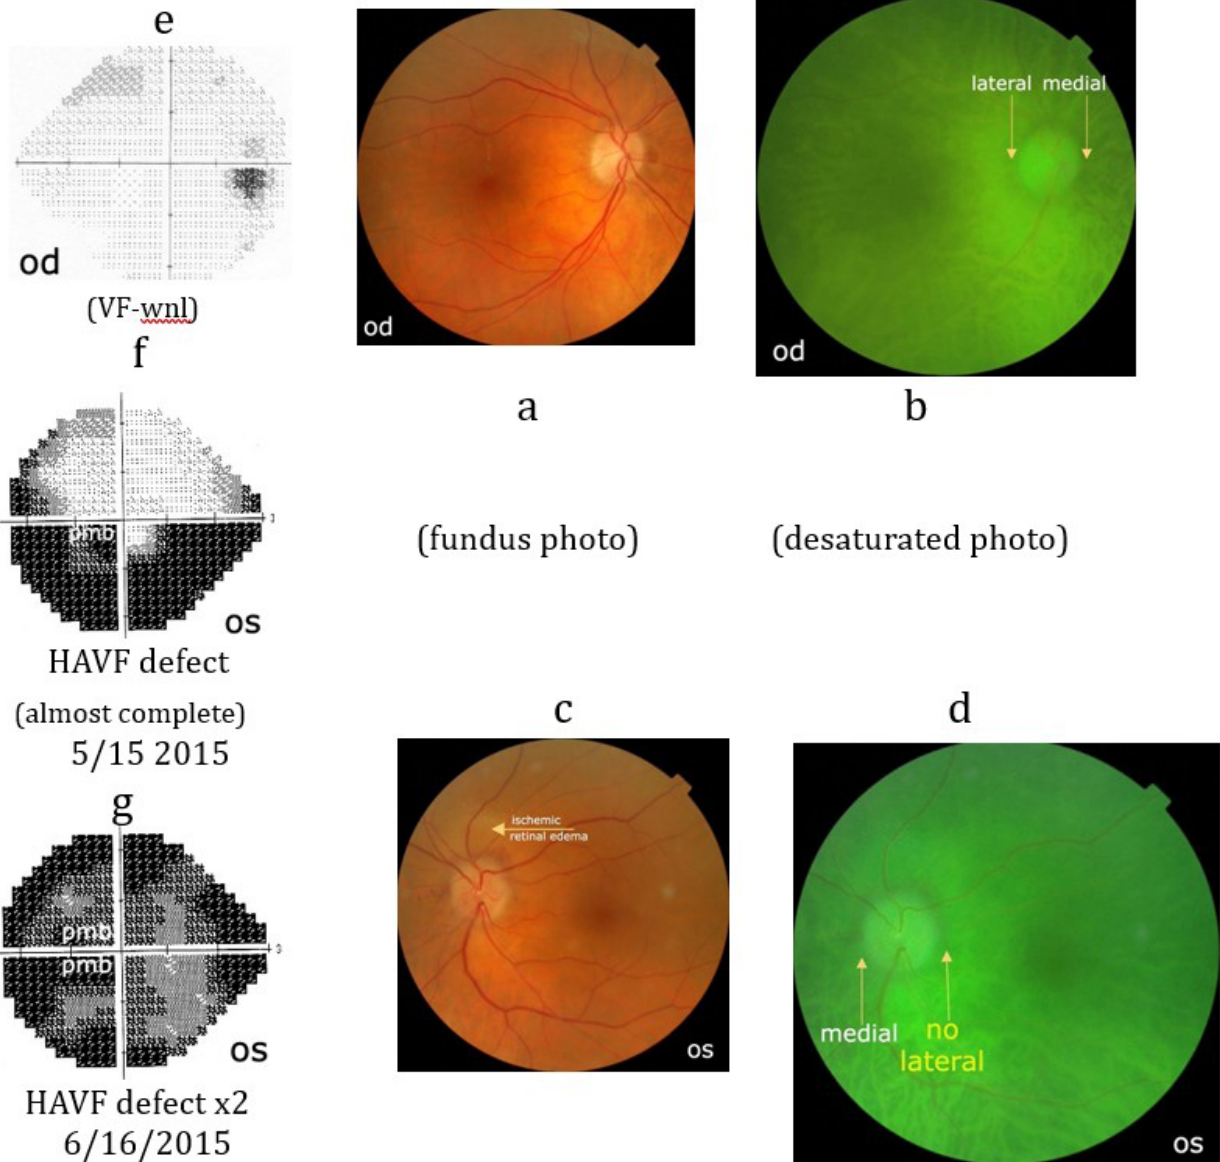 e
od
(VF-wnl)
f
pmb
os
HAVF defect
(almost complete)
5/15 2015
g
pmb
pmb
os
HAVF defect x2
6/16/2015
od
a
(fundus photo)
lateral medial
od
b
(desaturated photo)
c
ischemic
retinal edema
os
d
medial
no
lateral
os